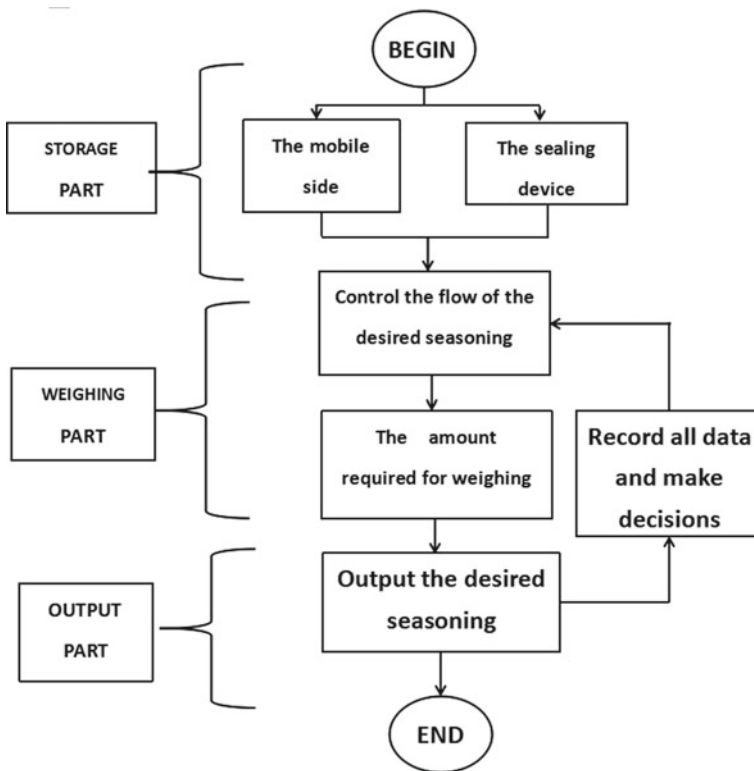 BEGIN
STORAGE
PART
The mobile
side
The sealing
device
Control the flow of the
desired seasoning
WEIGHING
PART
The amount
required for weighing
Record all data
and make
decisions
OUTPUT
PART
Output the desired
seasoning
END